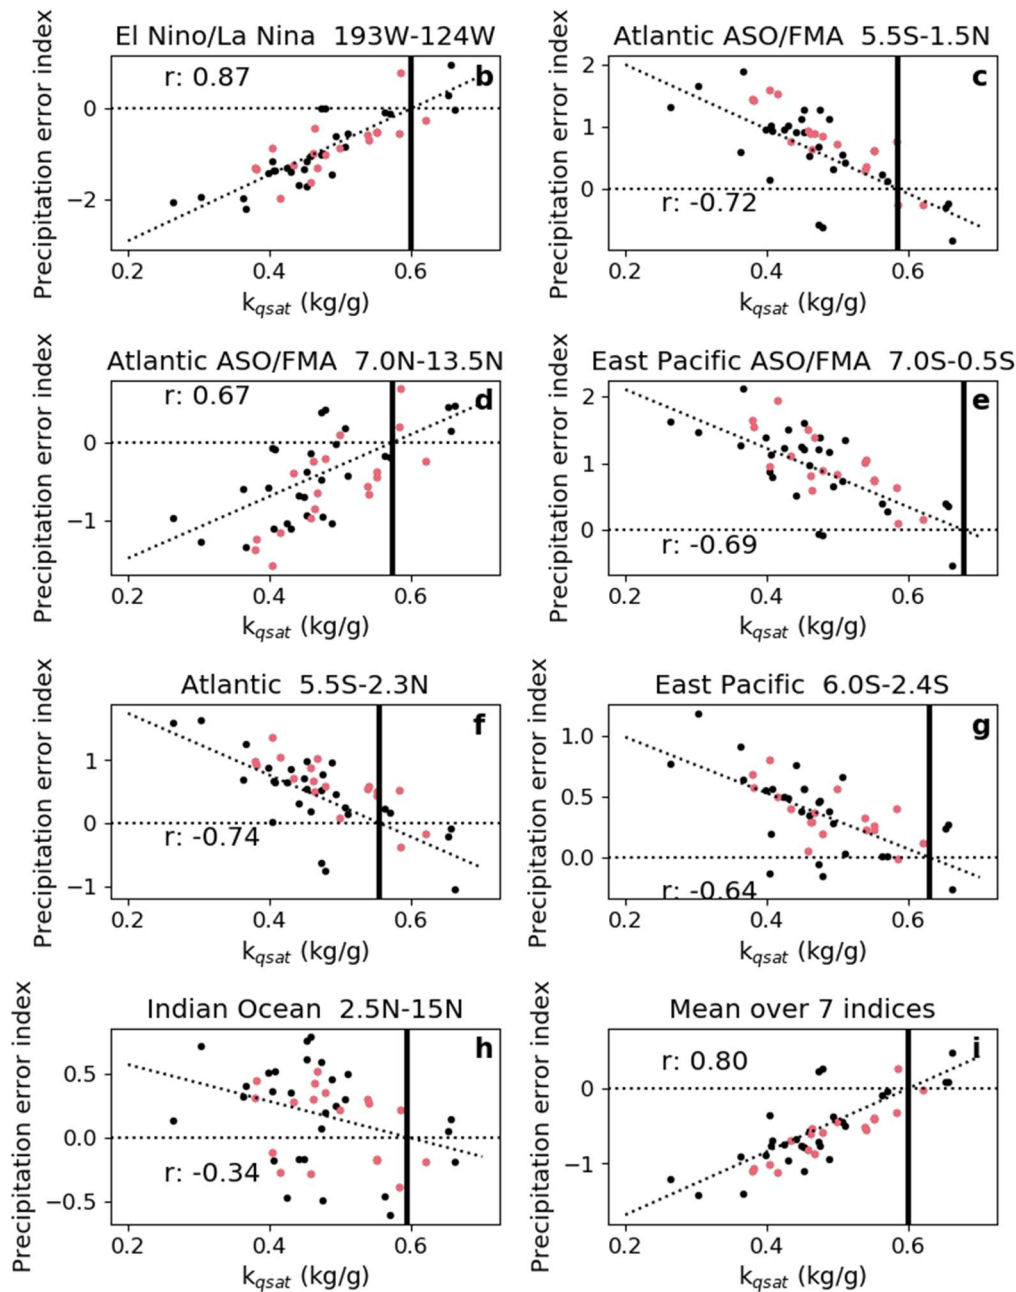 El Nino/La Nina 193W-124W
Precipitation error index
b
r: 0.87
0
−2
0.2 0.4 0.6
k_qsat (kg/g)
Atlantic ASO/FMA 5.5S-1.5N
Precipitation error index
c
2
1
0
r: -0.72
0.2 0.4 0.6
k_qsat (kg/g)
Atlantic ASO/FMA 7.0N-13.5N
Precipitation error index
d
r: 0.67
0
−1
0.2 0.4 0.6
k_qsat (kg/g)
East Pacific ASO/FMA 7.0S-0.5S
Precipitation error index
e
2
1
0
r: -0.69
0.2 0.4 0.6
k_qsat (kg/g)
Atlantic 5.5S-2.3N
Precipitation error index
f
1
0
r: -0.74
−1
0.2 0.4 0.6
k_qsat (kg/g)
East Pacific 6.0S-2.4S
Precipitation error index
g
1.0
0.5
0.0
r: -0.64
0.2 0.4 0.6
k_qsat (kg/g)
Indian Ocean 2.5N-15N
Precipitation error index
h
0.5
0.0
r: -0.34
−0.5
0.2 0.4 0.6
k_qsat (kg/g)
Mean over 7 indices
Precipitation error index
i
r: 0.80
0
−1
0.2 0.4 0.6
k_qsat (kg/g)